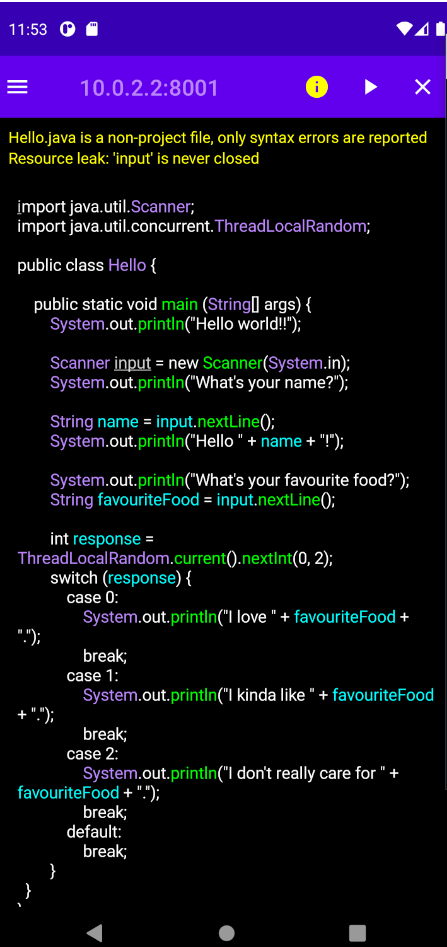 11:53
10.0.2.2:8001
Hello.java is a non-project file, only syntax errors are reported
Resource leak: 'input' is never closed
import java.util.Scanner;
import java.util.concurrent.ThreadLocalRandom;
public class Hello {
public static void main (String[] args) {
System.out.println("Hello world!!");
Scanner input = new Scanner(System.in);
System.out.println("What's your name?");
String name = input.nextLine();
System.out.println("Hello " + name + "!");
System.out.println("What's your favourite food?");
String favouriteFood = input.nextLine();
int response =
ThreadLocalRandom.current().nextInt(0, 2);
switch (response) {
case 0:
System.out.println("I love " + favouriteFood +
".");
break;
case 1:
System.out.println("I kinda like " + favouriteFood
+ ".");
break;
case 2:
System.out.println("I don't really care for " +
favouriteFood + ".");
break;
default:
break;
}
}